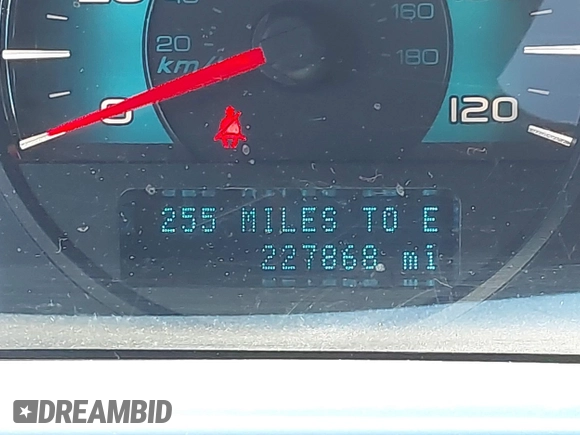 20
160
km/h
180
0
120
255 MILES TO E
227868 mi
DREAMBID